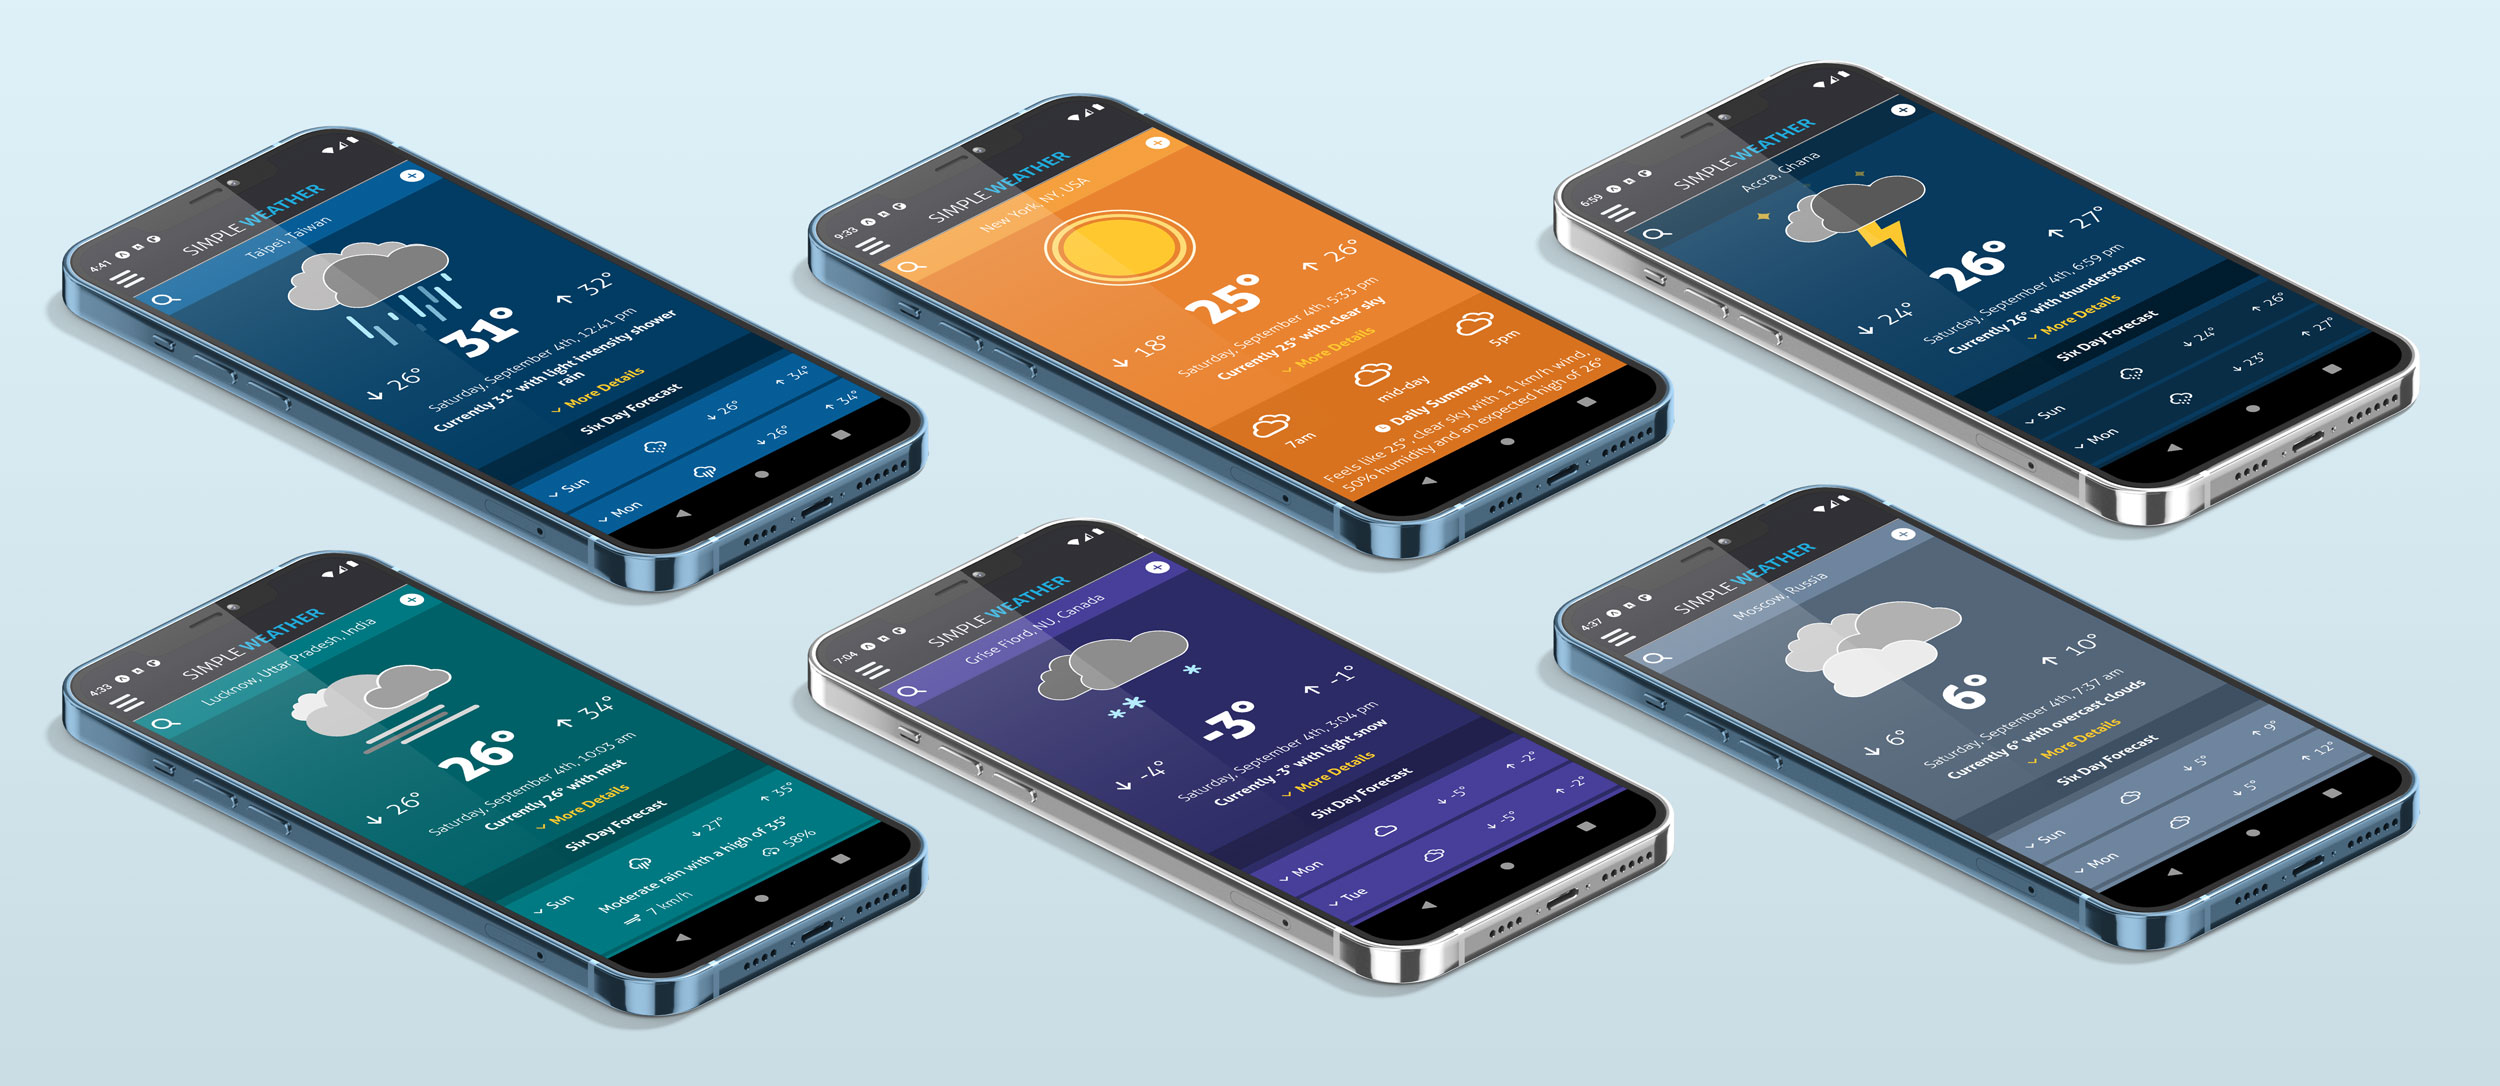 4:41
SIMPLE WEATHER
Taipei, Taiwan
31°
26°
32°
Saturday, September 4th, 12:41 pm
Currently 31° with light intensity shower
rain
More Details
Six Day Forecast
Sun 26° 34°
Mon 26° 34°
9:33
SIMPLE WEATHER
New York, NY, USA
25°
18°
26°
Saturday, September 4th, 5:33 pm
Currently 25° with clear sky
More Details
7am mid-day 5pm
Daily Summary
Feels like 25°, clear sky with 11 km/h wind,
50% humidity and an expected high of 26°
6:59
SIMPLE WEATHER
Accra, Ghana
26°
24°
27°
Saturday, September 4th, 6:59 pm
Currently 26° with thunderstorm
More Details
Six Day Forecast
Sun 24° 26°
Mon 23° 27°
4:33
SIMPLE WEATHER
Lucknow, Uttar Pradesh, India
26°
26°
34°
Saturday, September 4th, 10:03 am
Currently 26° with mist
More Details
Six Day Forecast
Sun 27° 35°
Moderate rain with a high of 35°
7 km/h 58%
7:04
SIMPLE WEATHER
Grise Fiord, NU, Canada
-3°
-4°
-1°
Saturday, September 4th, 3:04 pm
Currently -3° with light snow
More Details
Six Day Forecast
Mon -5° -2°
Tue -5° -2°
4:37
SIMPLE WEATHER
Moscow, Russia
6°
6°
10°
Saturday, September 4th, 7:37 am
Currently 6° with overcast clouds
More Details
Six Day Forecast
Sun 5° 9°
Mon 5° 12°